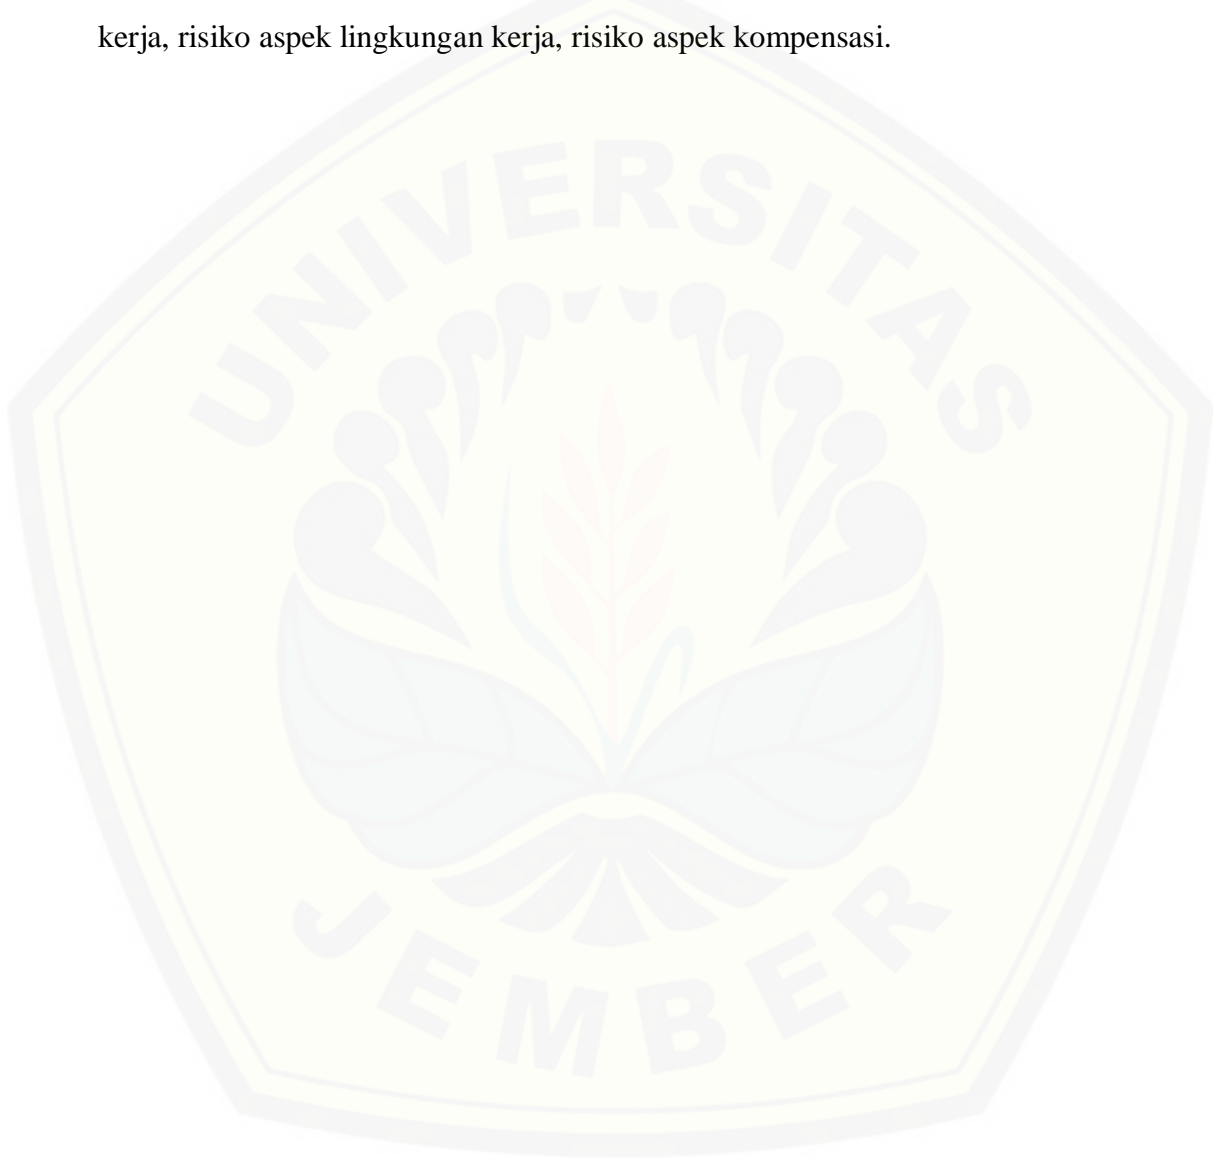 kerja, risiko aspek lingkungan kerja, risiko aspek kompensasi.
UNIVERSITAS
JEMBER